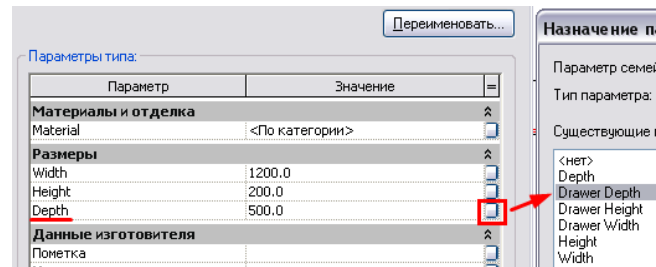 Переименовать...
Назначение
Параметры типа:
Параметр Значение =
Материалы и отделка
Material <По категории>
Размеры
Width 1200.0
Height 200.0
Depth 500.0
Данные изготовителя
Пометка
Параметр
Тип параметра:
Существующие
<нет>
Depth
Drawer Depth
Drawer Height
Drawer Width
Height
Width